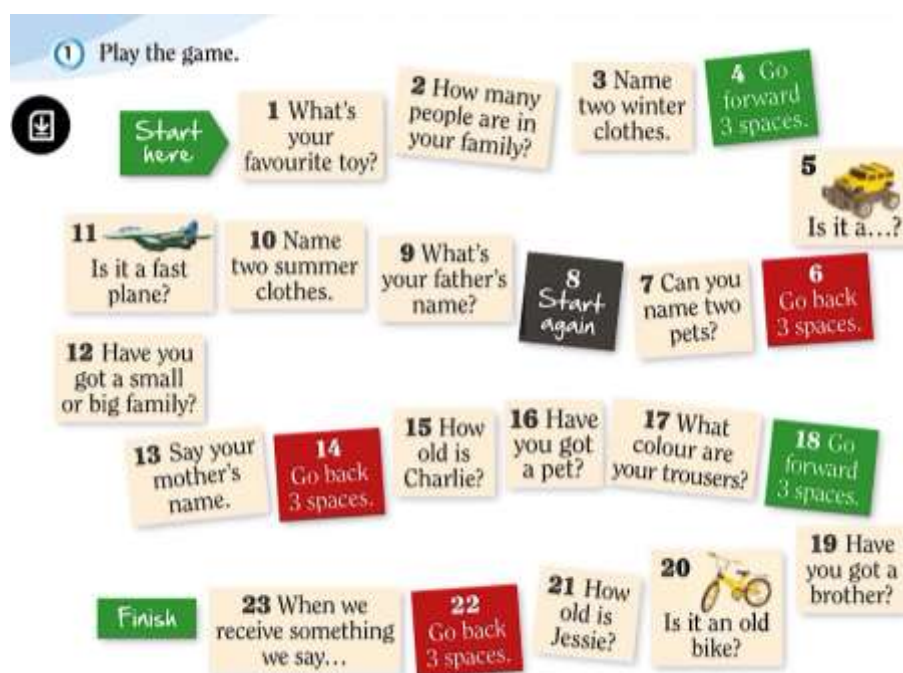 1 Play the game.
Start
here
1 What's
your
favourite toy?
2 How many
people are in
your family?
3 Name
two winter
clothes.
4 Go
forward
3 spaces.
5
Is it a...?
6
Go back
3 spaces.
7 Can you
name two
pets?
8
Start
again
9 What's
your father's
name?
10 Name
two summer
clothes.
11
Is it a fast
plane?
12 Have you
got a small
or big family?
13 Say your
mother's
name.
14
Go back
3 spaces.
15 How
old is
Charlie?
16 Have
you got
a pet?
17 What
colour are
your trousers?
18 Go
forward
3 spaces.
19 Have
you got a
brother?
20
Is it an old
bike?
21 How
old is
Jessie?
22
Go back
3 spaces.
23 When we
receive something
we say...
Finish